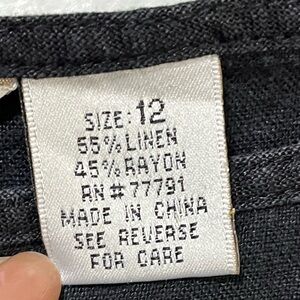 SIZE: 12
55% LINEN
45% RAYON
RN # 77791
MADE IN CHINA
SEE REVERSE
FOR CARE